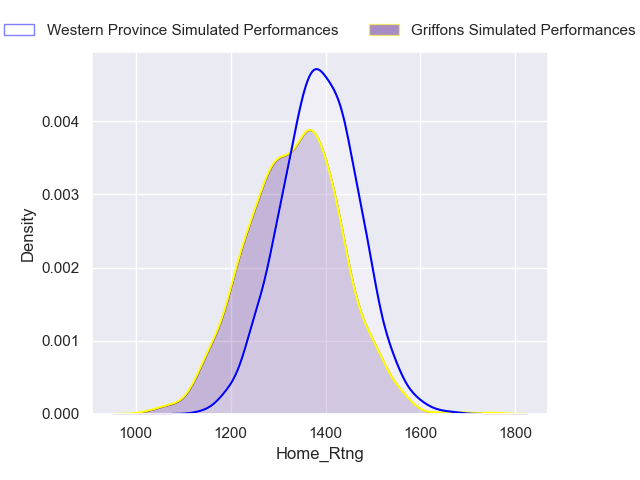 Western Province Simulated Performances Griffons Simulated Performances
Density
0.004
0.003
0.002
0.001
0.000
1000 1200 1400 1600 1800
Home_Rtng